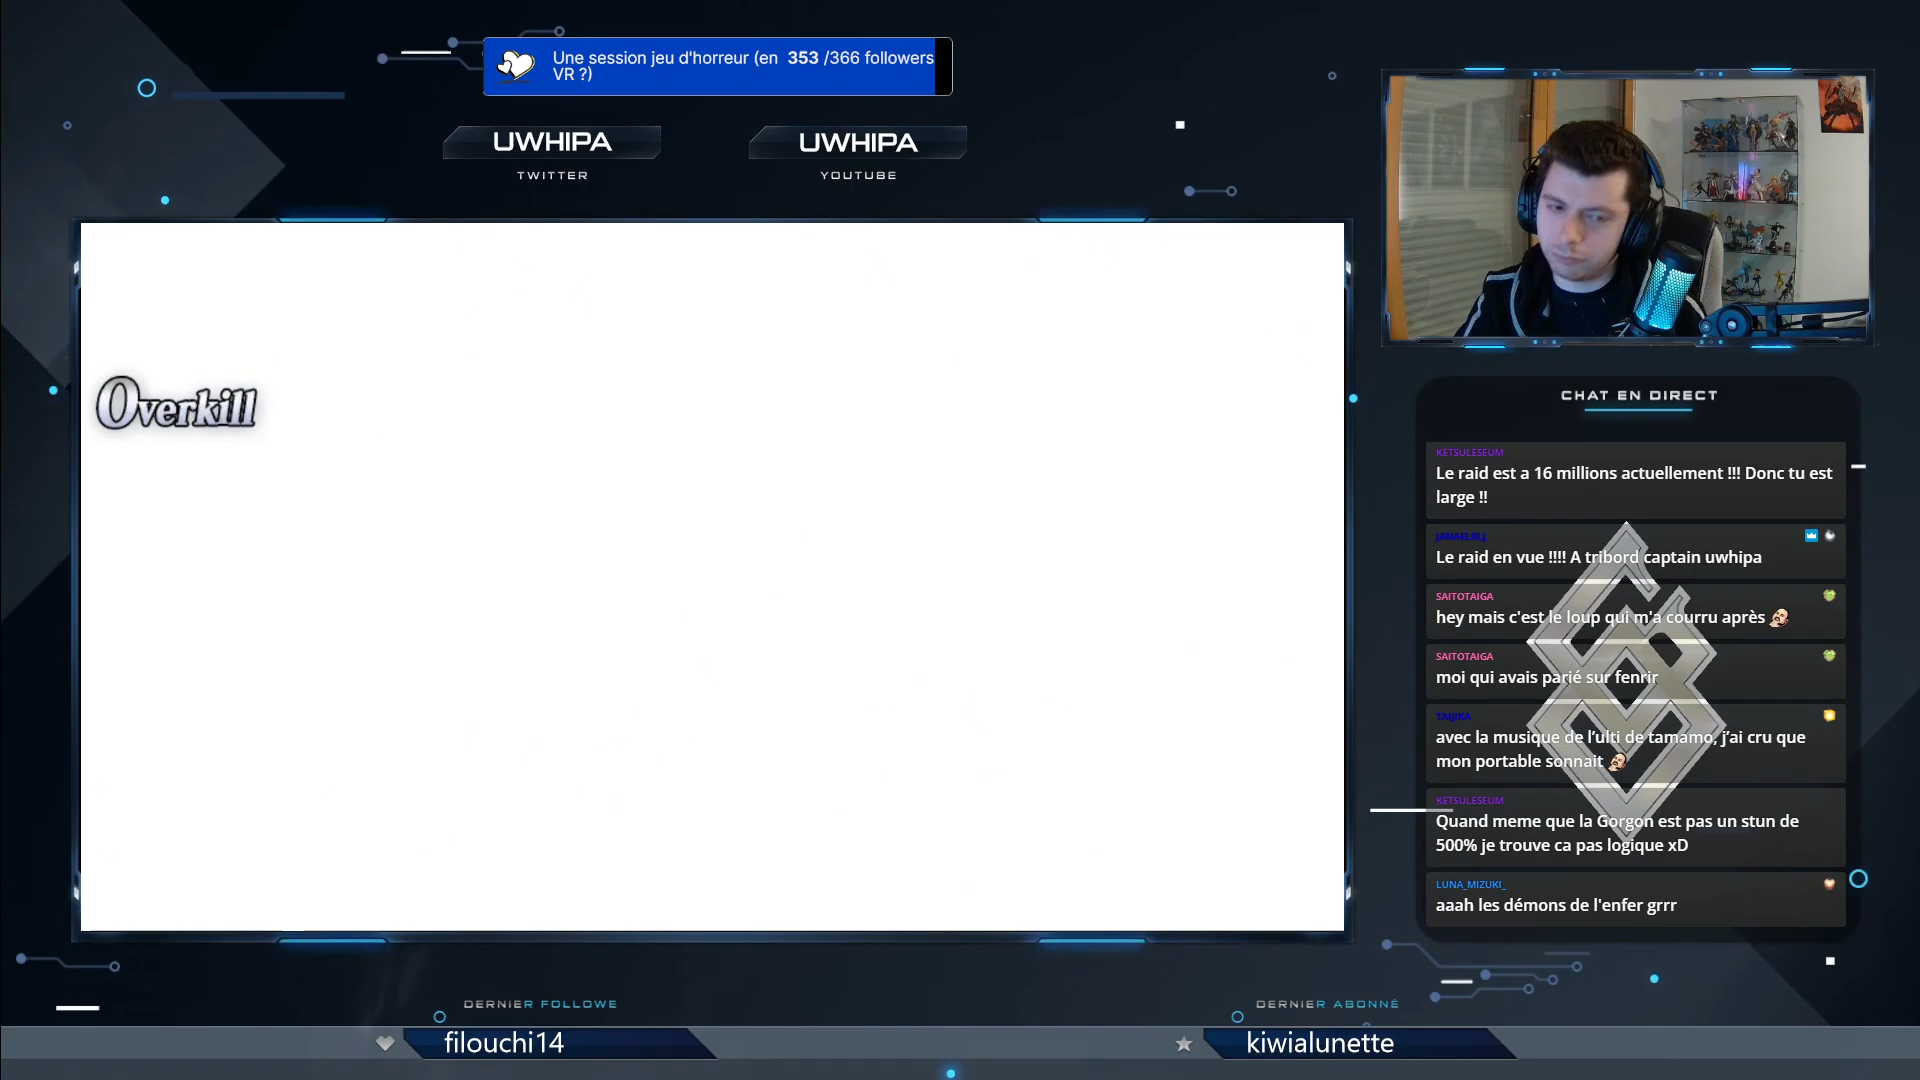 Une session jeu d'horreur (en 353 /366 followers
VR ?)
UWHIPA
UWHIPA
TWITTER
YOUTUBE
Overkill
CHAT EN DIRECT
KETSULESEUM
Le raid est a 16 millions actuellement !!! Donc tu est
large !!
Le raid en vue !!!! A tribord captain uwhipa
SAITOTAIGA
hey mais c'est le loup qui m'a courru après
SAITOTAIGA
moi qui avais parié sur fenrir
TAIJIKA
avec la musique de l’ulti de tamamo, j’ai cru que
mon portable sonnait
KETSULESEUM
Quand meme que la Gorgon est pas un stun de
500% je trouve ca pas logique xD
LUNA_MIZUKI_
aaah les démons de l'enfer grrr
DERNIER FOLLOWE
DERNIER ABONNÉ
filouchi14
kiwialunette